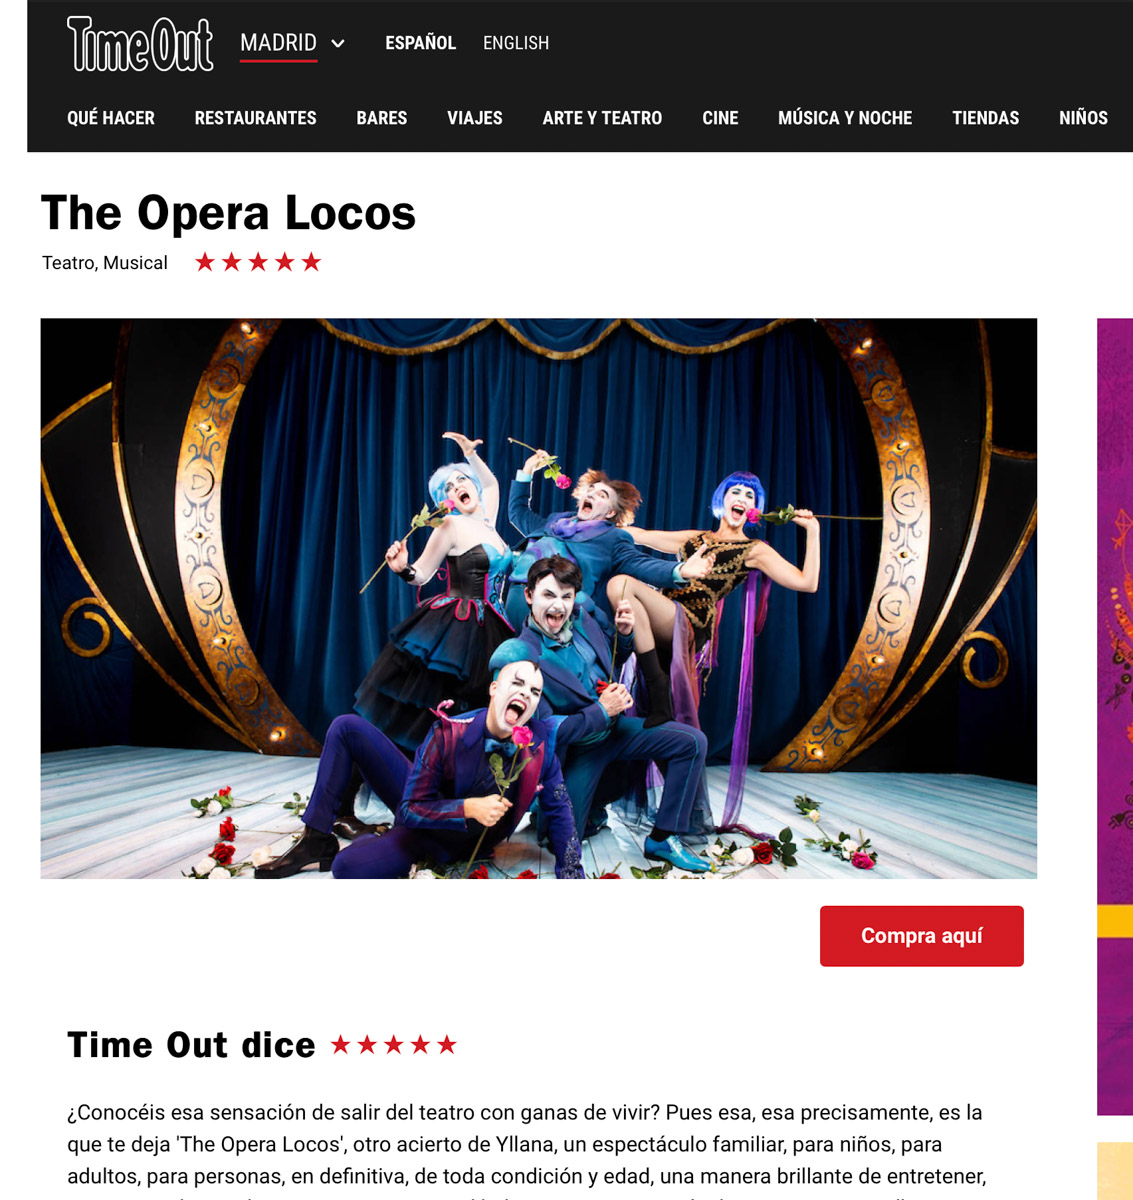 TimeOut
MADRID ESPAÑOL ENGLISH
QUÉ HACER RESTAURANTES BARES VIAJES ARTE Y TEATRO CINE MÚSICA Y NOCHE TIENDAS NIÑOS
The Opera Locos
Teatro, Musical ★★★★★
Compra aquí
Time Out dice ★★★★★
¿Conocéis esa sensación de salir del teatro con ganas de vivir? Pues esa, esa precisamente, es la
que te deja 'The Opera Locos', otro acierto de Yllana, un espectáculo familiar, para niños, para
adultos, para personas, en definitiva, de toda condición y edad, una manera brillante de entretener,